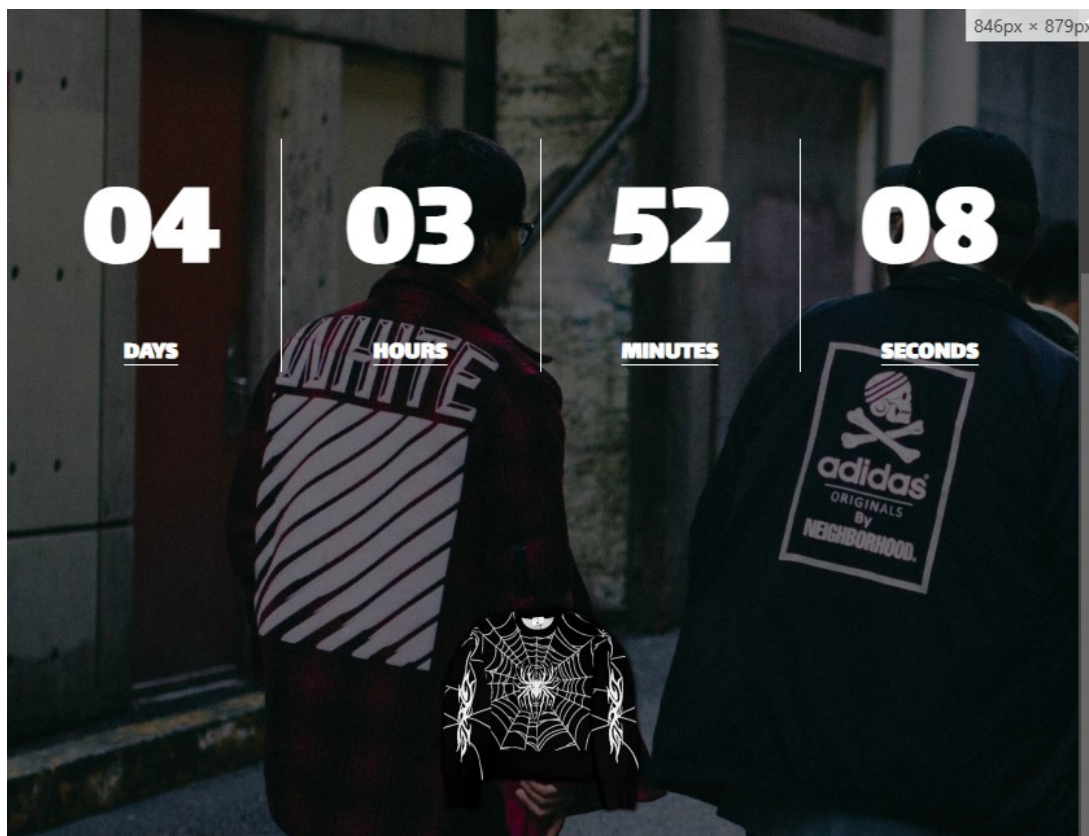 846px × 879px
04 03 52 08
DAYS HOURS MINUTES SECONDS
WHITE
adidas
ORIGINALS
By
NEIGHBORHOOD.